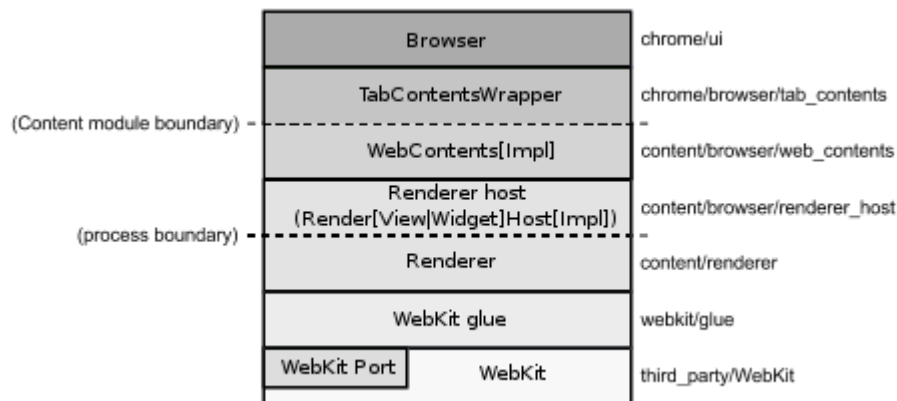 Browser
chrome/ui
TabContentsWrapper
chrome/browser/tab_contents
(Content module boundary)
WebContents[Impl]
content/browser/web_contents
Renderer host
(Render[View|Widget]Host[Impl])
content/browser/renderer_host
(process boundary)
Renderer
content/renderer
WebKit glue
webkit/glue
WebKit Port
WebKit
third_party/WebKit